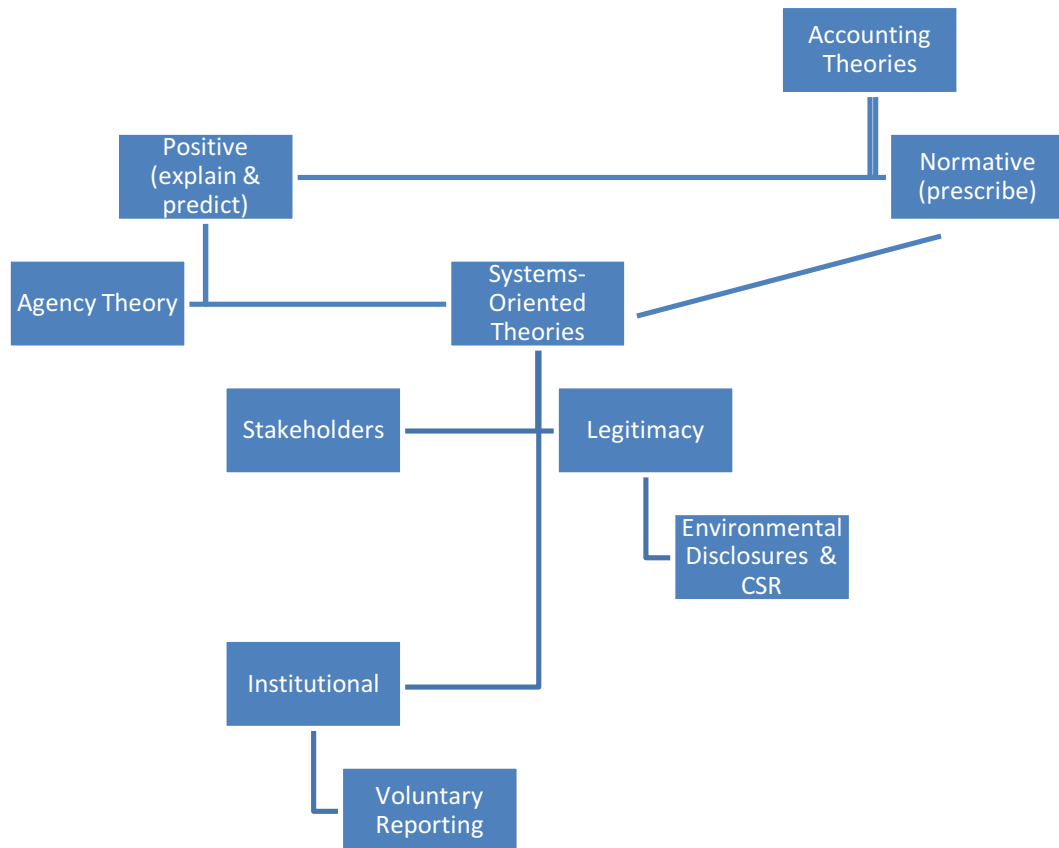 Accounting
Theories
Positive
(explain &
predict)
Normative
(prescribe)
Agency Theory
Systems-
Oriented
Theories
Stakeholders
Legitimacy
Environmental
Disclosures & 
CSR
Institutional
Voluntary
Reporting